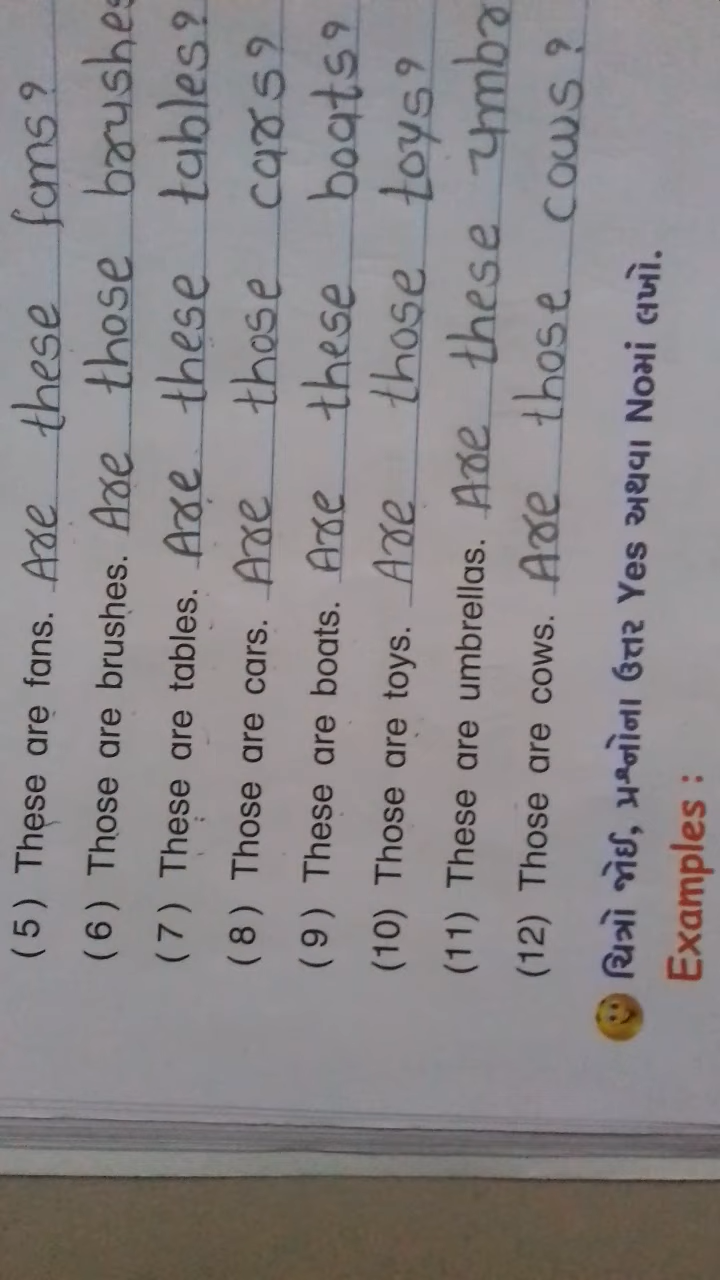 (5) These are fans. Are these fans?
(6) Those are brushes. Are those brushes
(7) These are tables. Are these tables?
(8) Those are cars. Are those cars?
(9) These are boats. Are these boats?
(10) Those are toys. Are those toys?
(11) These are umbrellas. Are these
(12) Those are cows. Are those cows?
ચિત્રો જોઈ, પ્રશ્નોના ઉત્તર Yes અથવા Noમાં લખો.
Examples :